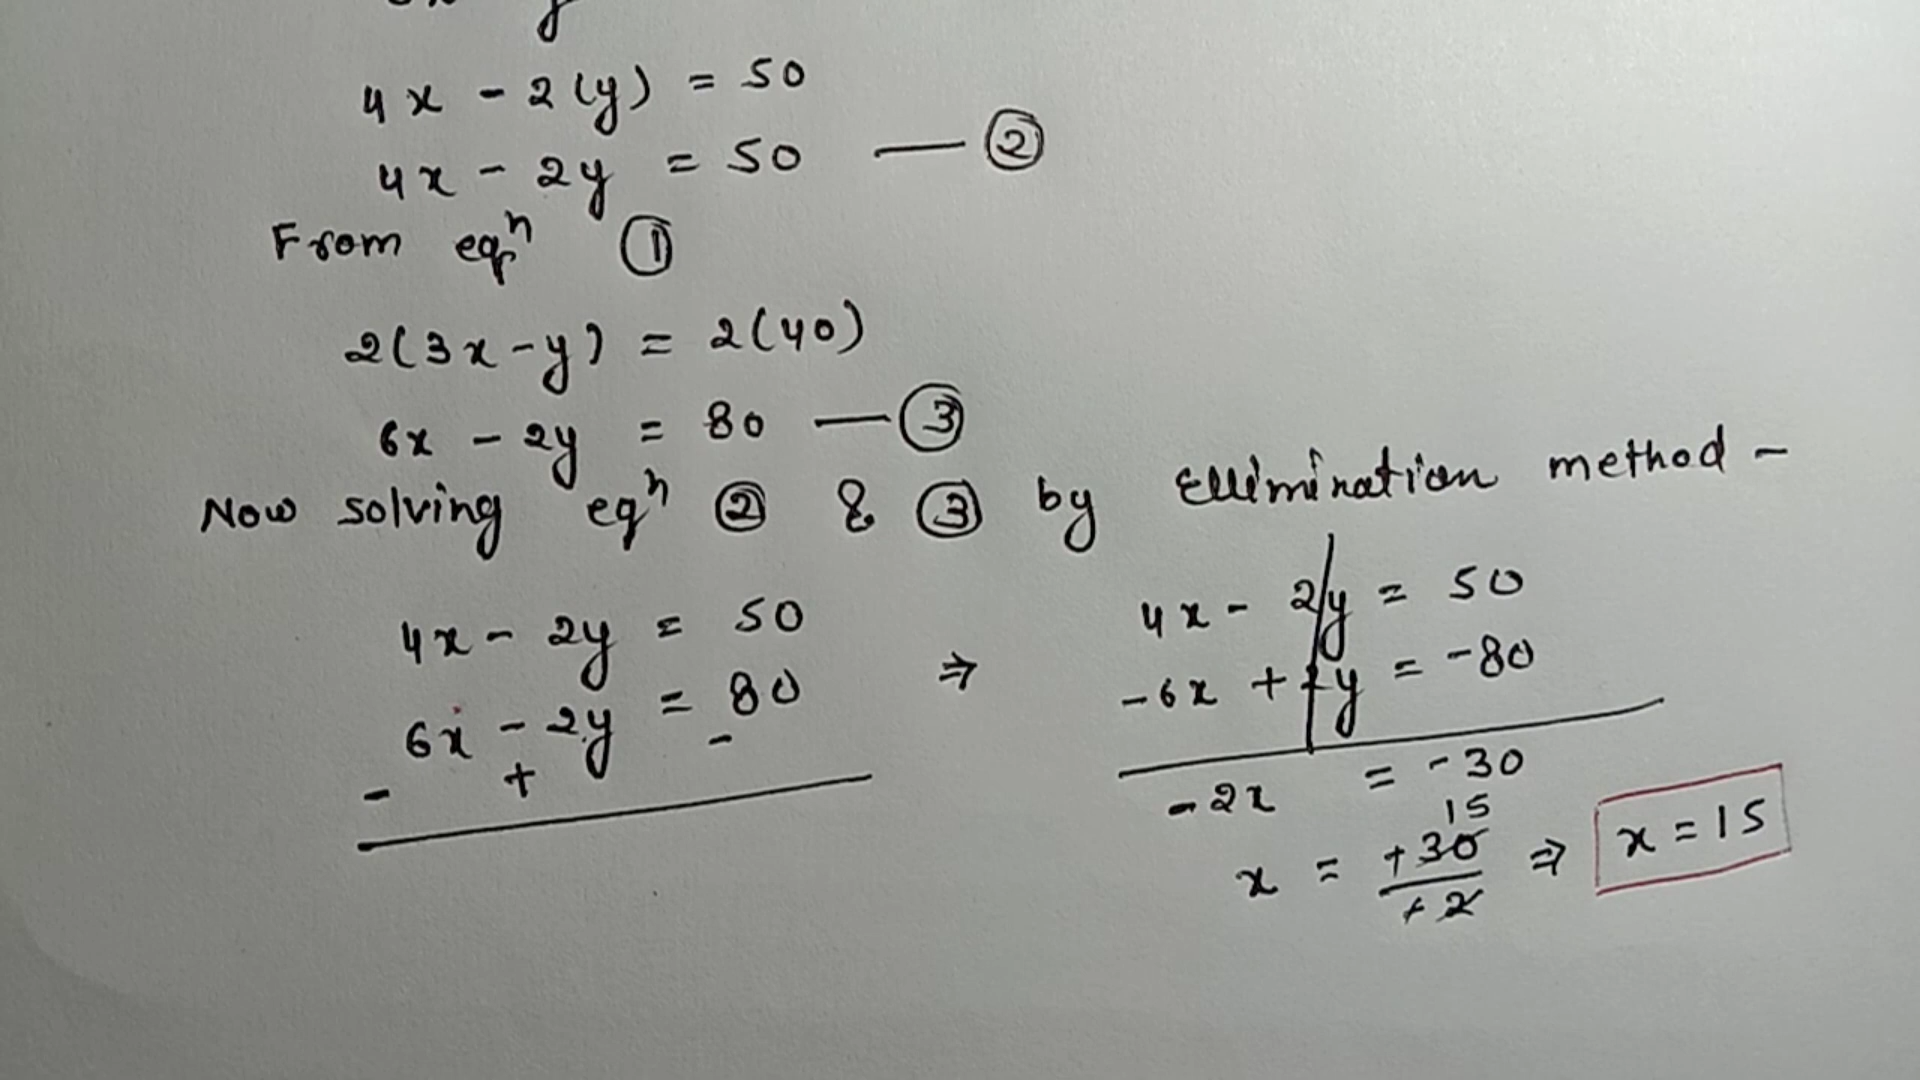 4x - 2(y) = 50
4x - 2y = 50 — ②
From eqⁿ ①
2(3x-y) = 2(40)
6x - 2y = 80 — ③
Now solving eqⁿ ② & ③ by Ellimination method -
4x - 2y = 50 ⇒ 4x - 2y = 50
6x - 2y = 80 -6x + 2y = -80
- + -
-2x = -30
15
x = +30 / +2 ⇒ x = 15